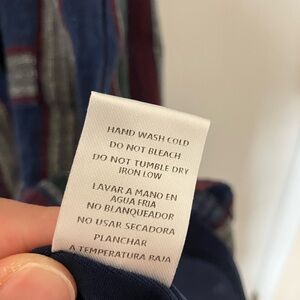 HAND WASH COLD
DO NOT BLEACH
DO NOT TUMBLE DRY
IRON LOW
LAVAR A MANO EN
AGUA FRIA
NO BLANQUEADOR
NO USAR SECADORA
PLANCHAR
A TEMPERATURA BAJA